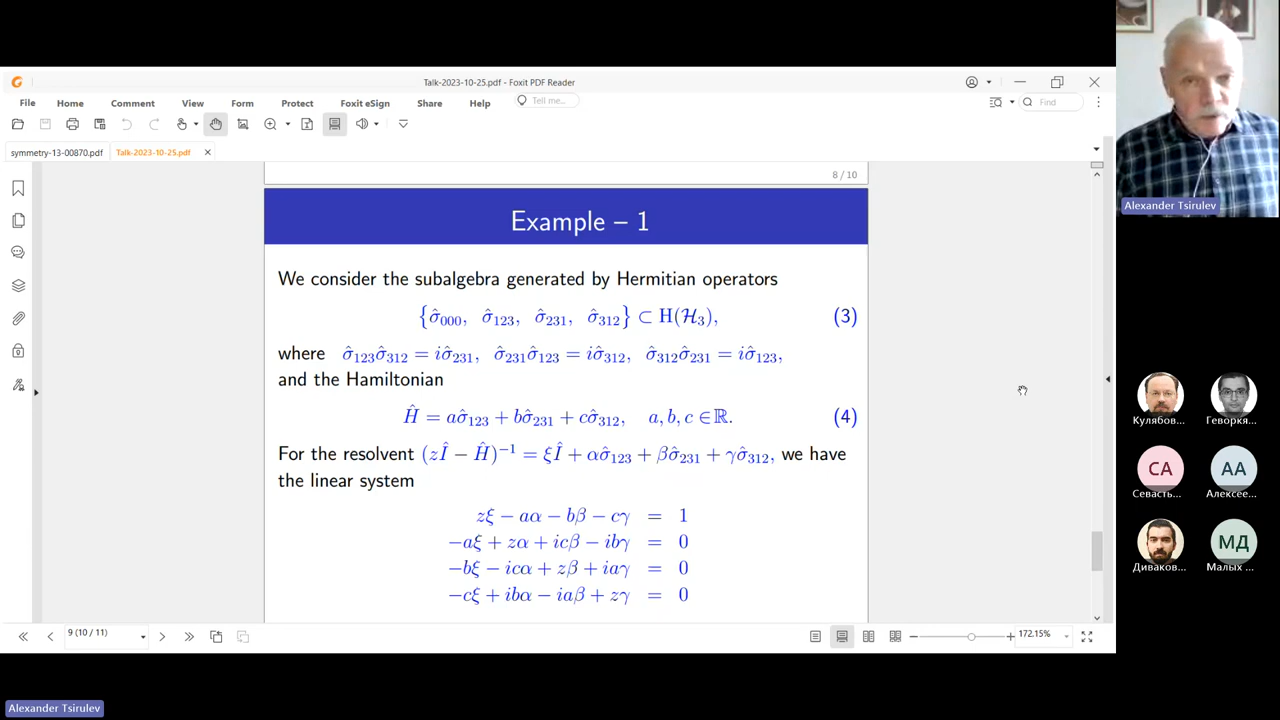 Talk-2023-10-25.pdf - Foxit PDF Reader
File Home Comment View Form Protect Foxit eSign Share Help Tell me... Find
symmetry-13-00870.pdf Talk-2023-10-25.pdf
8 / 10
Example – 1
We consider the subalgebra generated by Hermitian operators
{σ̂₀₀₀, σ̂₁₂₃, σ̂₂₃₁, σ̂₃₁₂} ⊂ H(ℋ₃), (3)
where σ̂₁₂₃σ̂₃₁₂ = iσ̂₂₃₁, σ̂₂₃₁σ̂₁₂₃ = iσ̂₃₁₂, σ̂₃₁₂σ̂₂₃₁ = iσ̂₁₂₃,
and the Hamiltonian
Ĥ = aσ̂₁₂₃ + bσ̂₂₃₁ + cσ̂₃₁₂, a, b, c ∈ ℝ. (4)
For the resolvent (zÎ − Ĥ)⁻¹ = ξÎ + ασ̂₁₂₃ + βσ̂₂₃₁ + γσ̂₃₁₂, we have
the linear system
zξ − aα − bβ − cγ = 1
−aξ + zα + icβ − ibγ = 0
−bξ − icα + zβ + iaγ = 0
−cξ + ibα − iaβ + zγ = 0
9 (10 / 11)
172.15%
Alexander Tsirulev
Кулябов...
Геворкя...
СА
Севасть...
АА
Алексее...
Диваков...
МД
Малых ...
Alexander Tsirulev